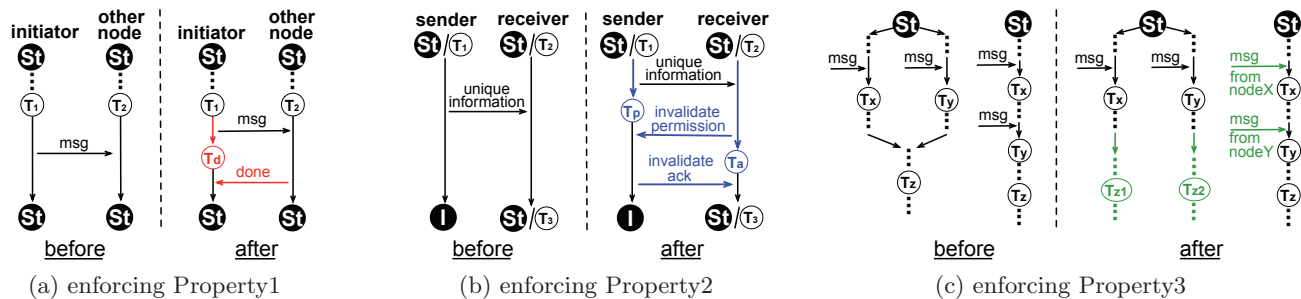 initiator
other
node
St
St
T1
T2
msg
St
St
before
initiator
other
node
St
St
T1
T2
msg
Td
done
St
St
after
(a) enforcing Property1
sender
receiver
St/T1
St/T2
unique
information
I
St/T3
before
sender
receiver
St/T1
St/T2
unique
information
Tp
invalidate
permission
Ta
invalidate
ack
I
St/T3
after
(b) enforcing Property2
St
msg
msg
Tx
Ty
Tz
St
msg
Tx
msg
Ty
Tz
before
St
msg
msg
Tx
Ty
Tz1
Tz2
St
msg
from
nodeX
Tx
msg
from
nodeY
Ty
Tz
after
(c) enforcing Property3